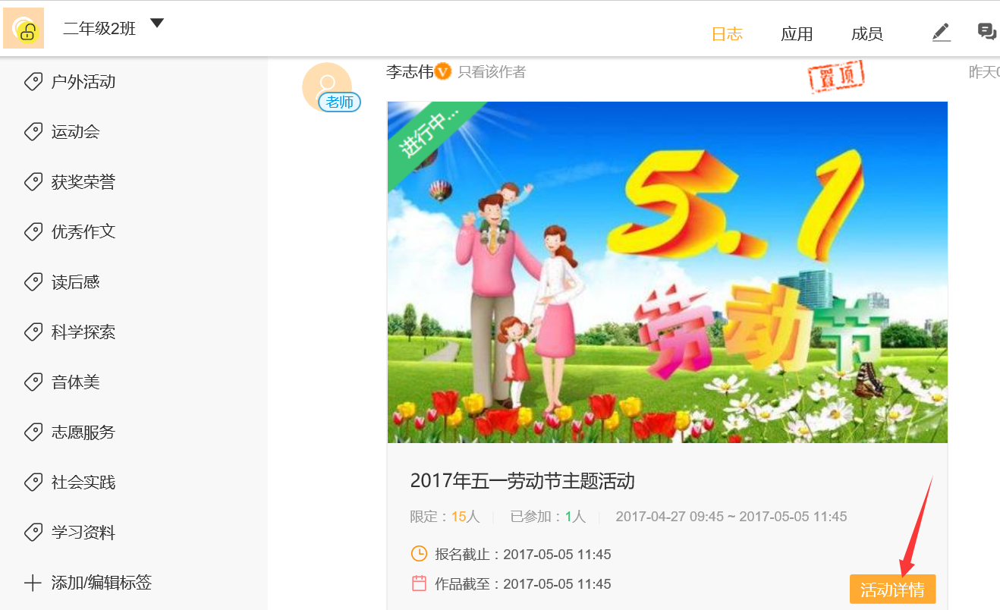 二年级2班
日志
应用
成员
户外活动
运动会
获奖荣誉
优秀作文
读后感
科学探索
音体美
志愿服务
社会实践
学习资料
添加/编辑标签
老师
李志伟
V
只看该作者
置顶
昨天
进行中...
5.1
劳动节
2017年五一劳动节主题活动
限定：15人
已参加：1人
2017-04-27 09:45 ~ 2017-05-05 11:45
报名截止：2017-05-05 11:45
作品截至：2017-05-05 11:45
活动详情